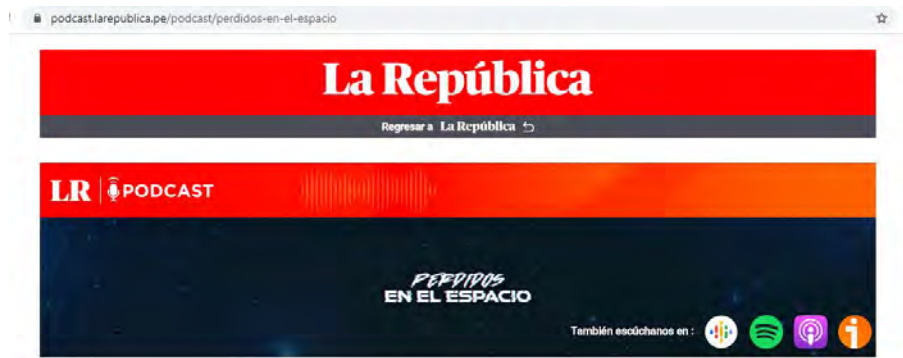 podcast.larepublica.pe/podcast/perdidos-en-el-espacio
La República
Regresar a La República
LR PODCAST
PERDIDOS
EN EL ESPACIO
También escúchanos en :